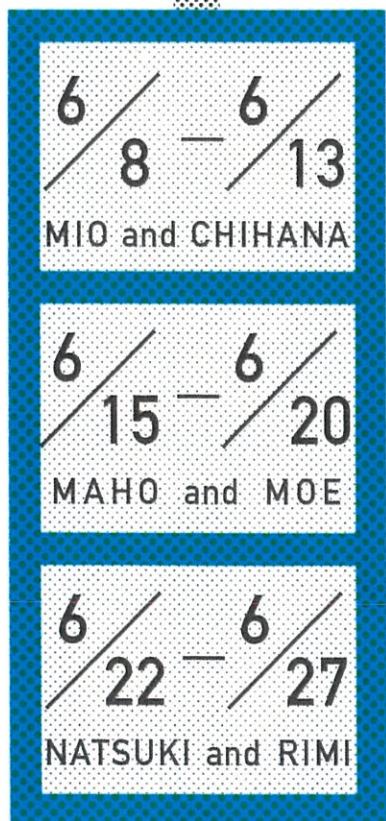 6/8 — 6/13
MIO and CHIHANA
6/15 — 6/20
MAHO and MOE
6/22 — 6/27
NATSUKI and RIMI